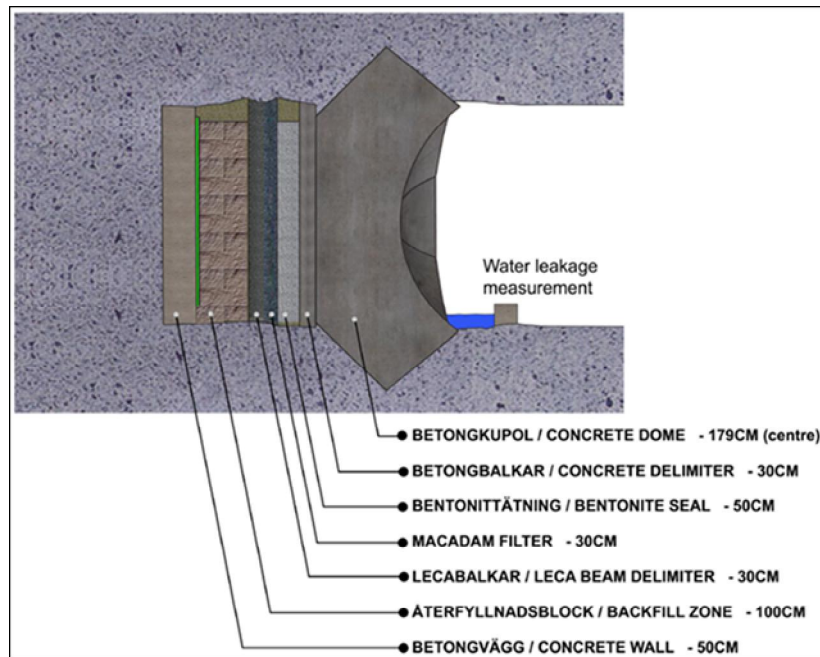 Water leakage
measurement
BETONGKUPOL / CONCRETE DOME - 179CM (centre)
BETONGBALKAR / CONCRETE DELIMITER - 30CM
BENTONITTÄTNING / BENTONITE SEAL - 50CM
MACADAM FILTER - 30CM
LECABALKAR / LECA BEAM DELIMITER - 30CM
ÅTERFYLLNADSBLOCK / BACKFILL ZONE - 100CM
BETONGVÄGG / CONCRETE WALL - 50CM